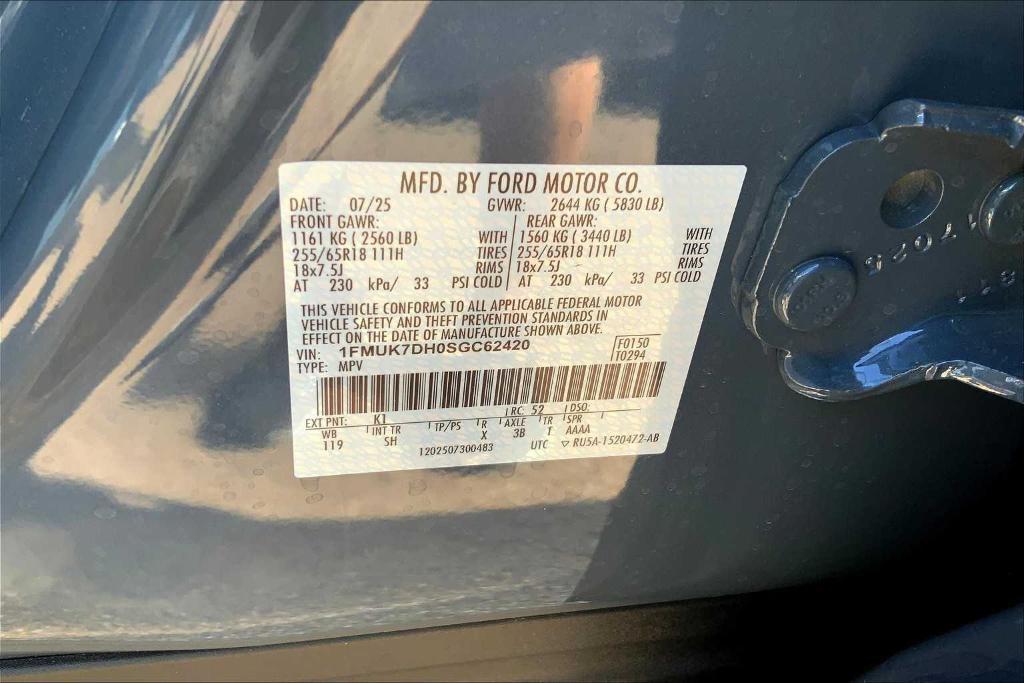 MFD. BY FORD MOTOR CO.
DATE: 07/25 GVWR: 2644 KG ( 5830 LB)
FRONT GAWR: REAR GAWR:
1161 KG ( 2560 LB) WITH 1560 KG ( 3440 LB) WITH
255/65R18 111H TIRES 255/65R18 111H TIRES
18x7.5J RIMS 18x7.5J RIMS
AT 230 kPa/ 33 PSI COLD AT 230 kPa/ 33 PSI COLD
THIS VEHICLE CONFORMS TO ALL APPLICABLE FEDERAL MOTOR
VEHICLE SAFETY AND THEFT PREVENTION STANDARDS IN
EFFECT ON THE DATE OF MANUFACTURE SHOWN ABOVE.
VIN: 1FMUK7DH0SGC62420 F0150
TYPE: MPV T0294
EXT PNT: K1 RC: 52 DSO:
WB INT TR TP/PS R AXLE TR SPR
119 SH X 3B T AAAA
1202507300483 UTC ▽ RU5A-1520472-AB
17025